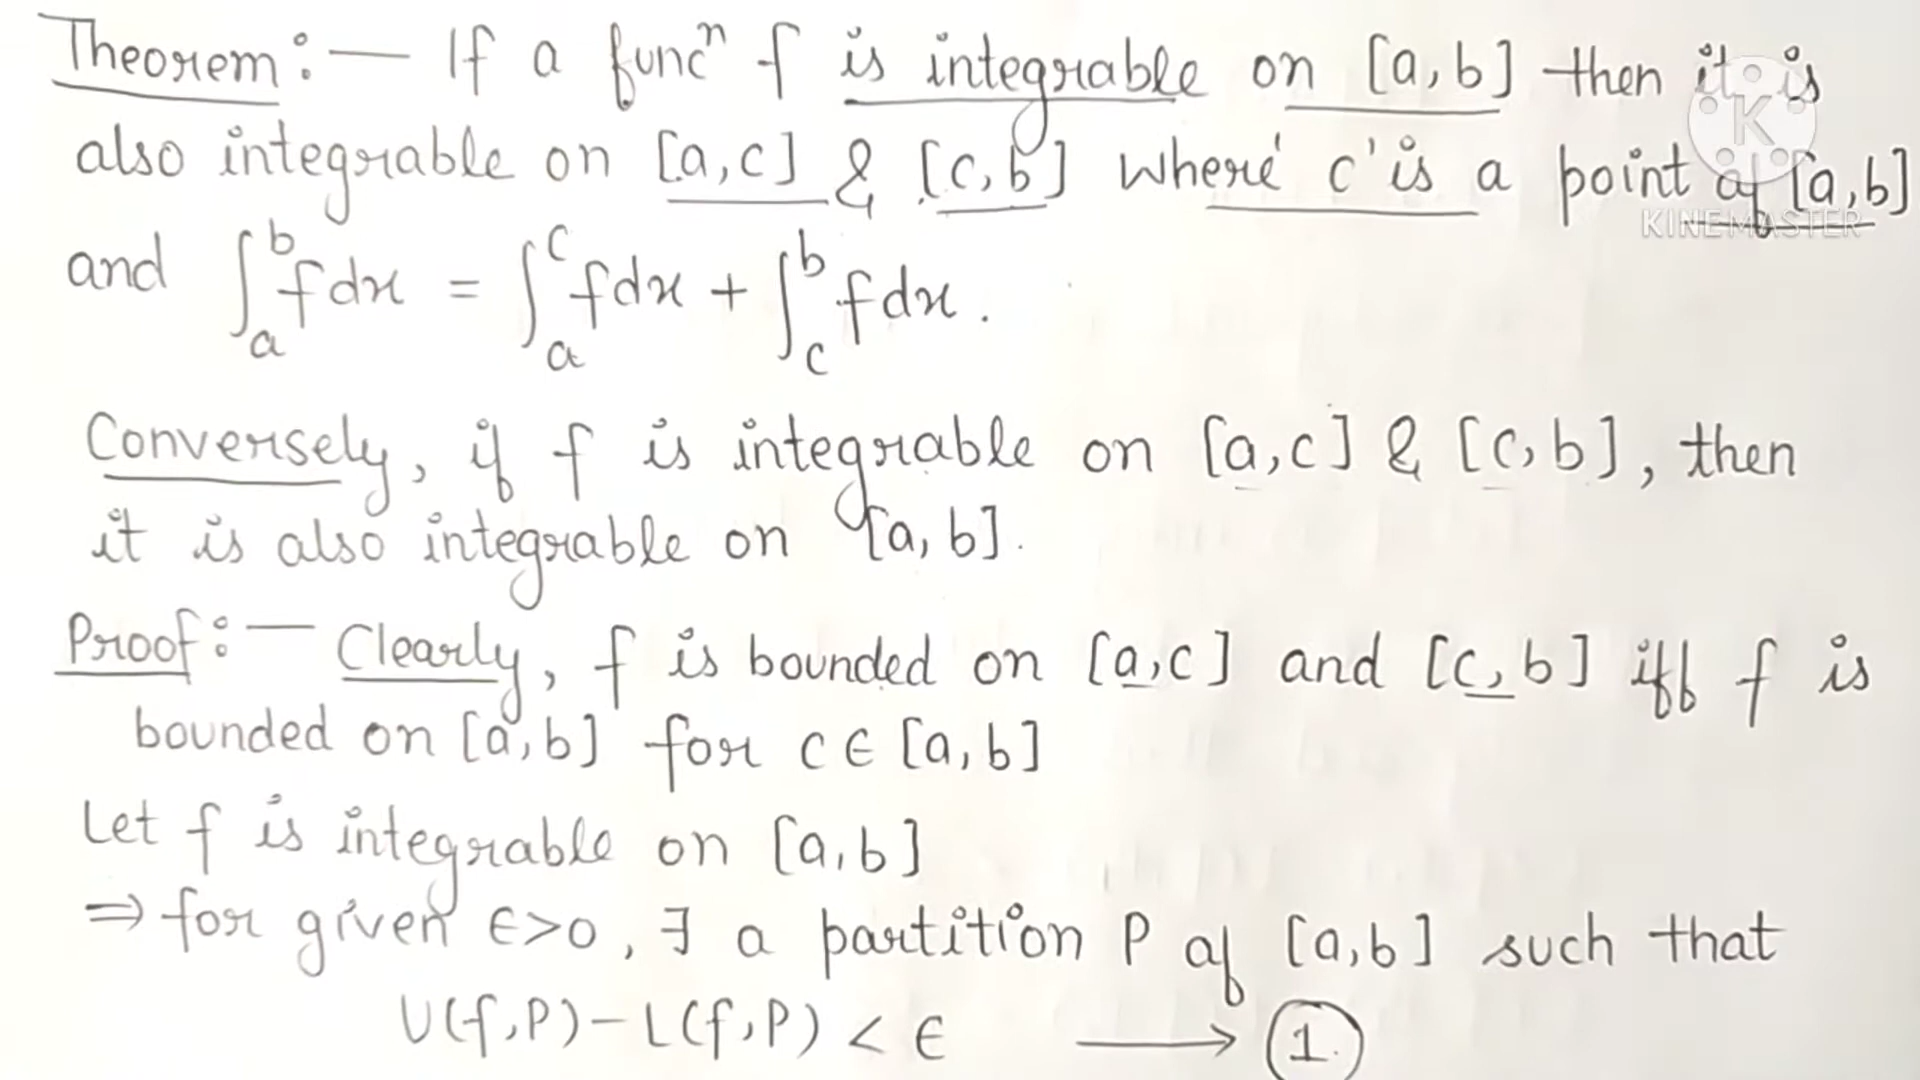 Theorem:— If a funcⁿ f is integrable on [a,b] then it is
also integrable on [a,c] & [c,b] where 'c' is a point of [a,b]
and ∫ₐᵇ f dx = ∫ₐᶜ f dx + ∫꜀ᵇ f dx.
Conversely, if f is integrable on [a,c] & [c,b], then
it is also integrable on [a,b].
Proof:— Clearly, f is bounded on [a,c] and [c,b] iff f is
bounded on [a,b] for c∈[a,b]
Let f is integrable on [a,b]
⇒ for given ϵ>0, ∃ a partition P of [a,b] such that
U(f,P)−L(f,P) < ϵ ⟶ ①
K
KINEMASTER